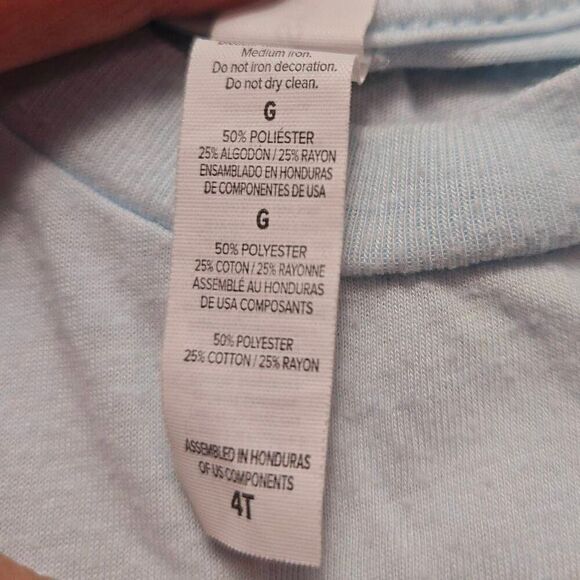 Medium iron.
Do not iron decoration.
Do not dry clean.
G
50% POLIÉSTER
25% ALGODON / 25% RAYON
ENSAMBLADO EN HONDURAS
DE COMPONENTES DE USA
G
50% POLYESTER
25% COTON / 25% RAYONNE
ASSEMBLÉ AU HONDURAS
DE USA COMPOSANTS
50% POLYESTER
25% COTTON / 25% RAYON
ASSEMBLED IN HONDURAS
OF US COMPONENTS
4T